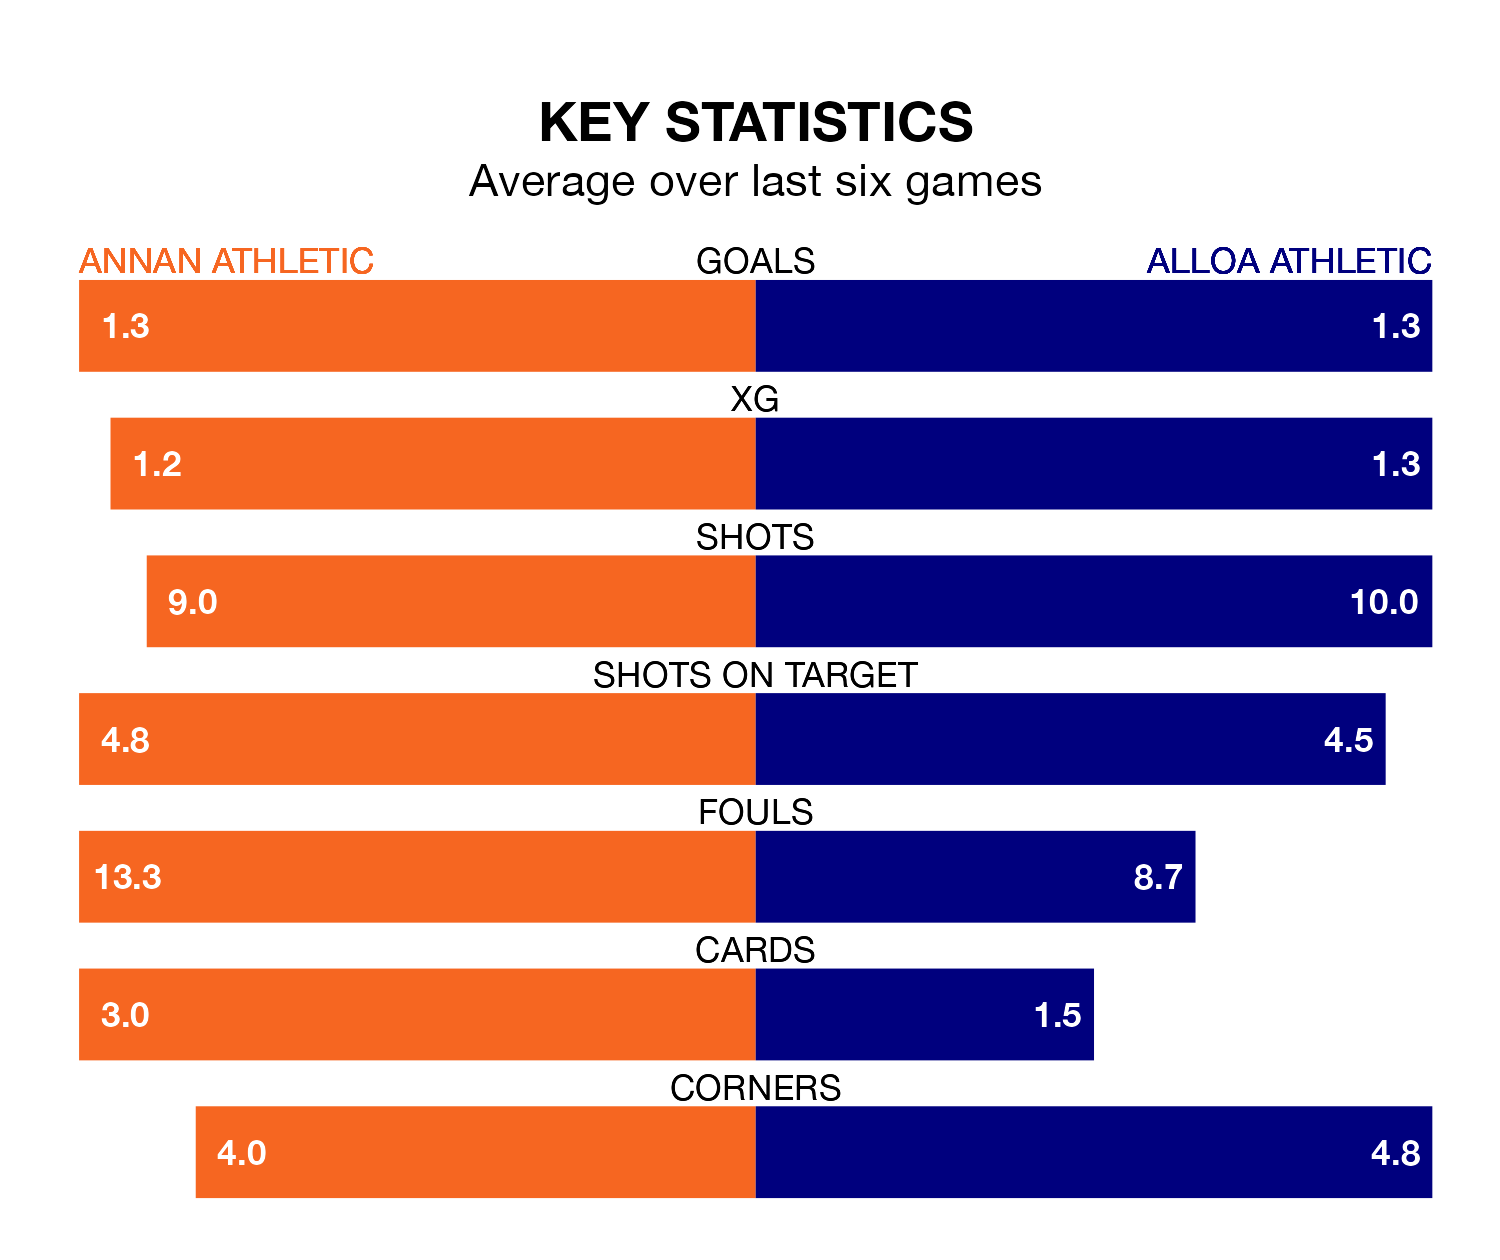 KEY STATISTICS
Average over last six games
ANNAN ATHLETIC GOALS ALLOA ATHLETIC
1.3 1.3
XG
1.2 1.3
SHOTS
9.0 10.0
SHOTS ON TARGET
4.8 4.5
FOULS
13.3 8.7
CARDS
3.0 1.5
CORNERS
4.0 4.8